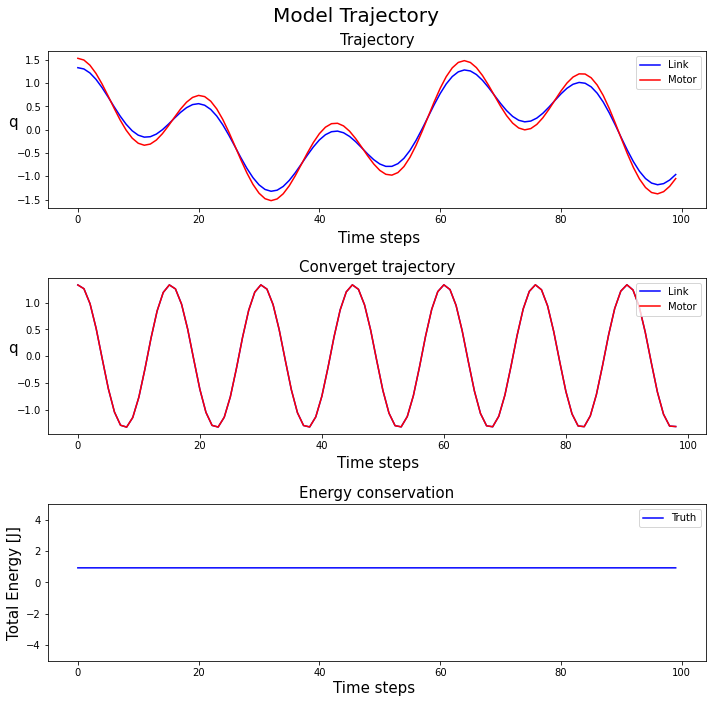 Model Trajectory
Trajectory
q
1.5
1.0
0.5
0.0
−0.5
−1.0
−1.5
Link
Motor
0 20 40 60 80 100
Time steps
Converget trajectory
q
1.0
0.5
0.0
−0.5
−1.0
Link
Motor
0 20 40 60 80 100
Time steps
Energy conservation
Total Energy [J]
4
2
0
−2
−4
Truth
0 20 40 60 80 100
Time steps